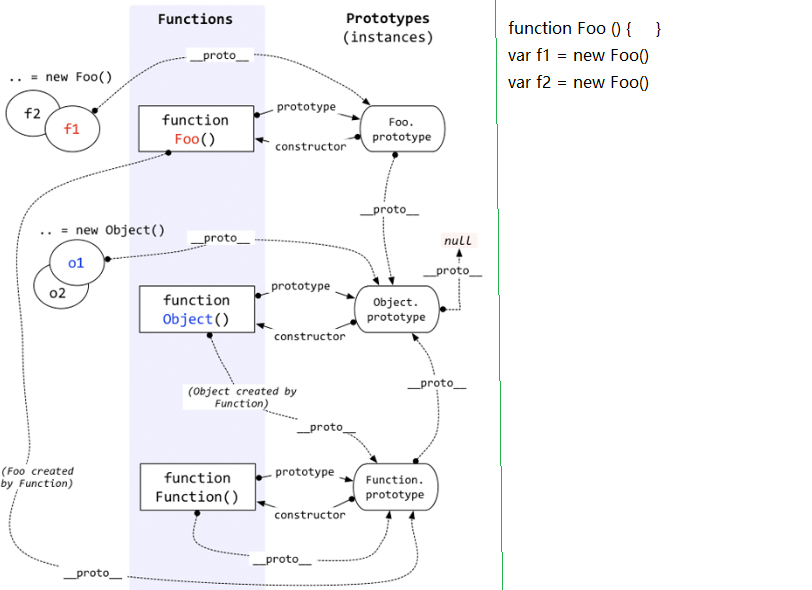 Functions
Prototypes
(instances)
__proto__
.. = new Foo()
f2
f1
function
Foo()
prototype
constructor
Foo.
prototype
__proto__
.. = new Object()
__proto__
null
__proto__
o1
o2
function
Object()
prototype
constructor
Object.
prototype
(Object created by
Function)
__proto__
__proto__
(Foo created
by Function)
function
Function()
prototype
constructor
Function.
prototype
__proto__
__proto__
function Foo () { }
var f1 = new Foo()
var f2 = new Foo()